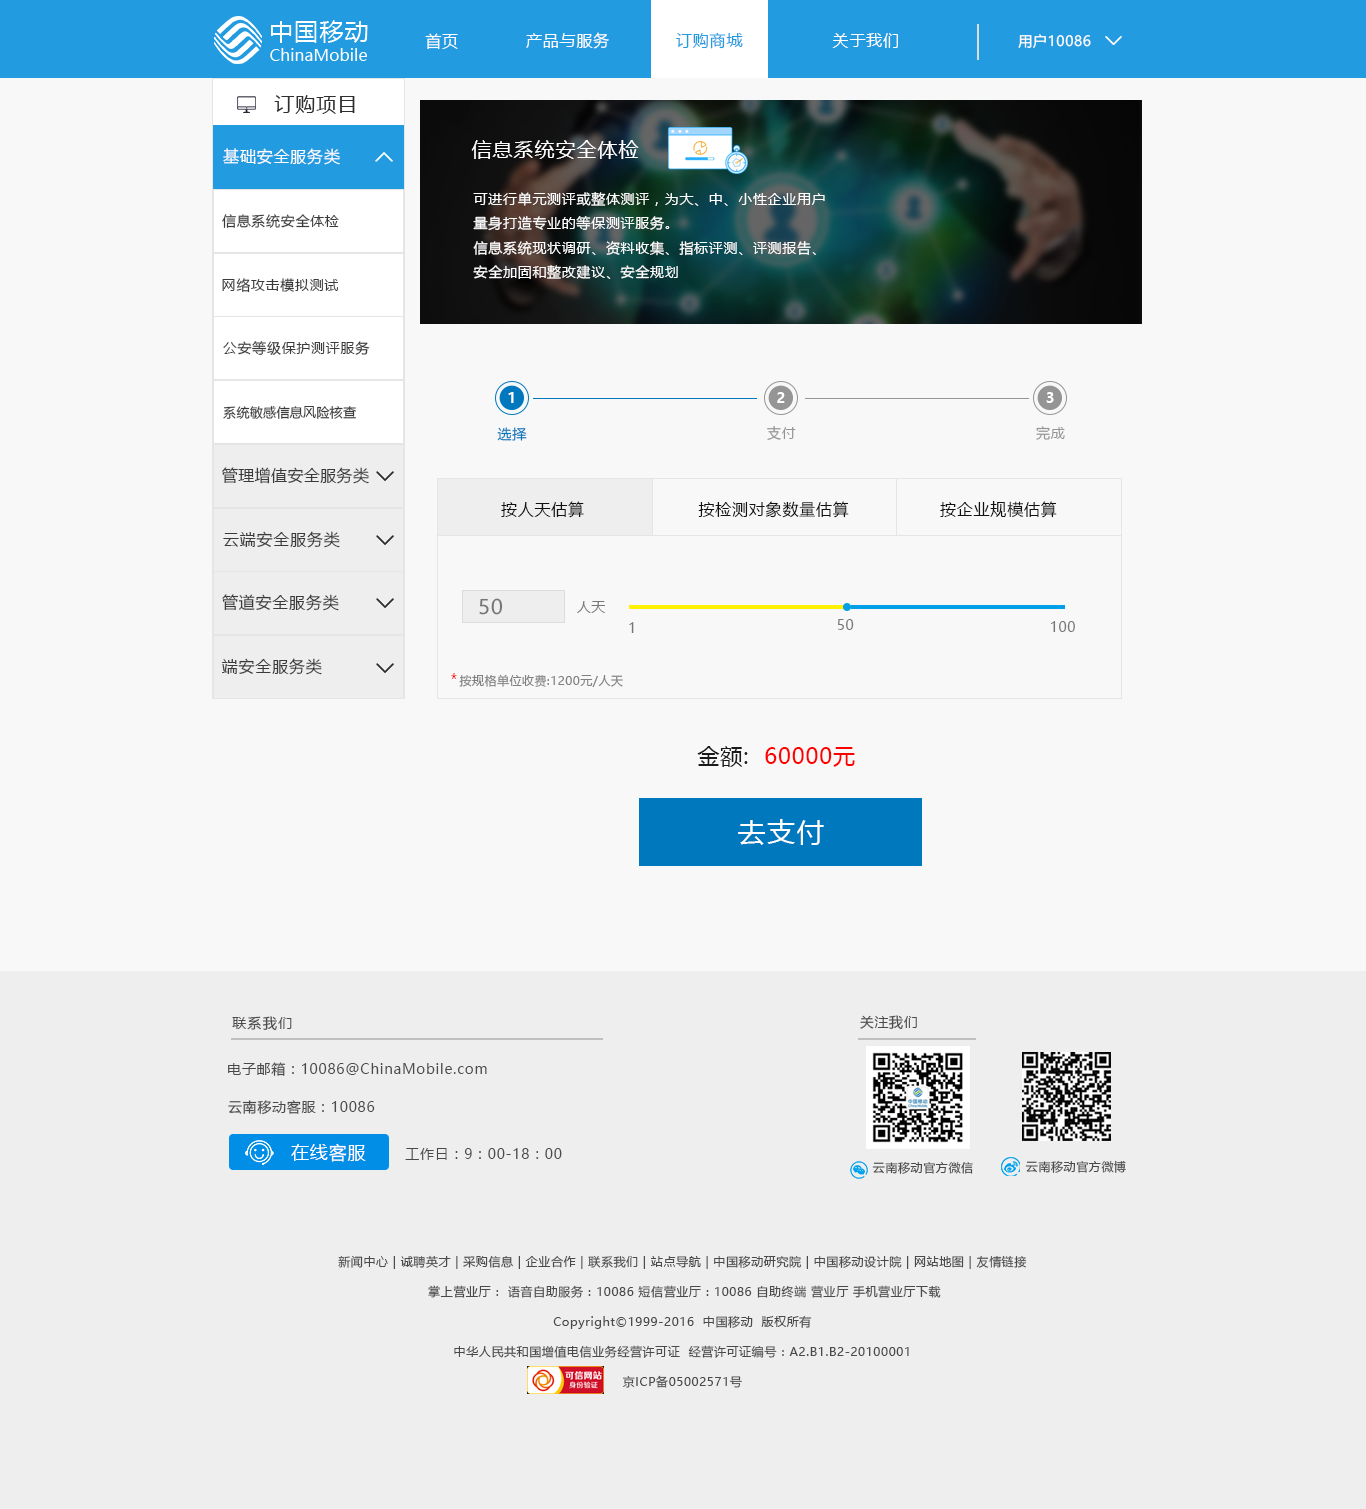 中国移动
ChinaMobile
首页
产品与服务
订购商城
关于我们
用户10086
订购项目
基础安全服务类
信息系统安全体检
网络攻击模拟测试
公安等级保护测评服务
系统敏感信息风险核查
管理增值安全服务类
云端安全服务类
管道安全服务类
端安全服务类
信息系统安全体检
可进行单元测评或整体测评，为大、中、小性企业用户
量身打造专业的等保测评服务。
信息系统现状调研、资料收集、指标评测、评测报告、
安全加固和整改建议、安全规划
1
2
3
选择
支付
完成
按人天估算
按检测对象数量估算
按企业规模估算
50
人天
1
50
100
*按规格单位收费:1200元/人天
金额: 60000元
去支付
联系我们
电子邮箱：10086@ChinaMobile.com
云南移动客服：10086
在线客服
工作日：9：00-18：00
关注我们
中国移动
云南移动官方微信
云南移动官方微博
新闻中心 | 诚聘英才 | 采购信息 | 企业合作 | 联系我们 | 站点导航 | 中国移动研究院 | 中国移动设计院 | 网站地图 | 友情链接
掌上营业厅： 语音自助服务：10086 短信营业厅：10086 自助终端 营业厅 手机营业厅下载
Copyright©1999-2016 中国移动 版权所有
中华人民共和国增值电信业务经营许可证 经营许可证编号：A2.B1.B2-20100001
可信网站
身份验证
京ICP备05002571号